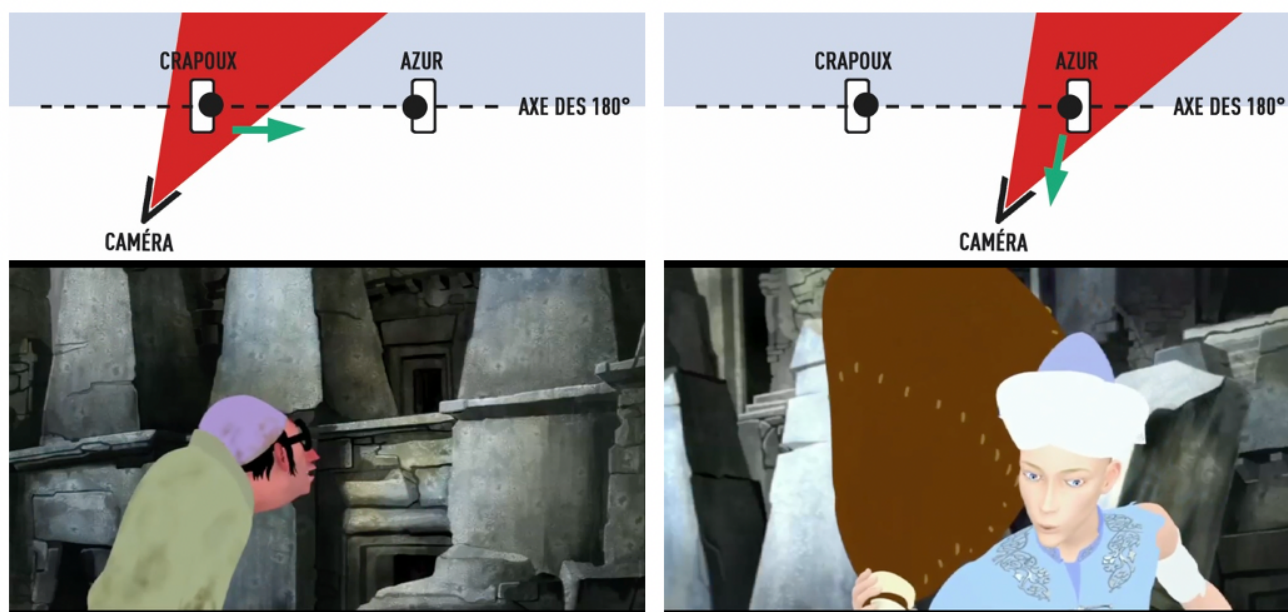 CRAPOUX
AZUR
AXE DES 180°
CAMÉRA
CRAPOUX
AZUR
AXE DES 180°
CAMÉRA